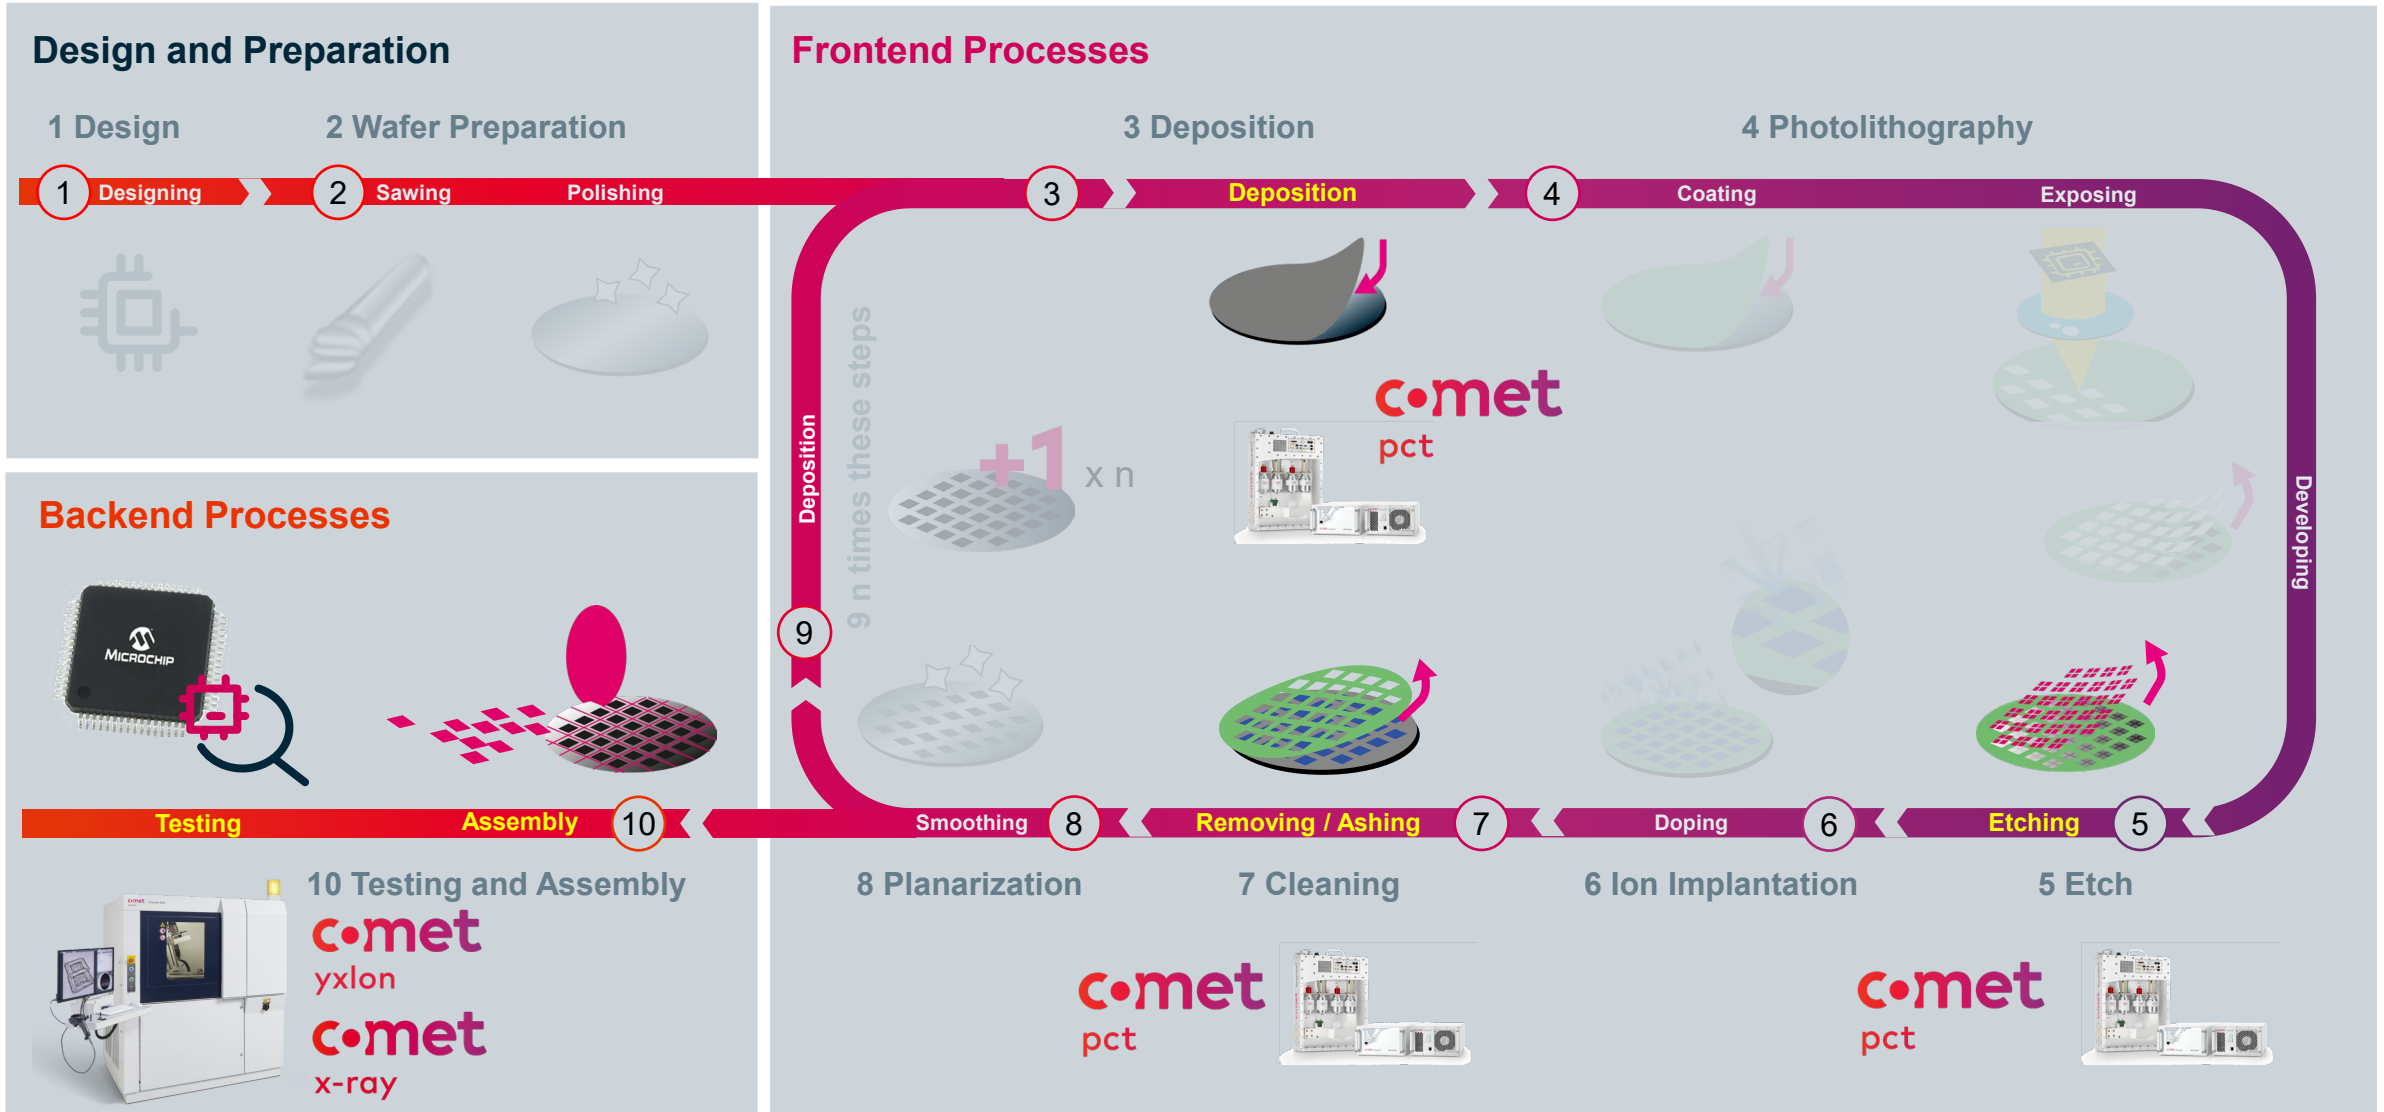 Design and Preparation
1 Design
2 Wafer Preparation
1
Designing
2
Sawing
Polishing
Frontend Processes
3 Deposition
4 Photolithography
3
Deposition
4
Coating
Exposing
Developing
Deposition
9 n times these steps
+1
x n
comet
pct
9
Backend Processes
MICROCHIP
Testing
Assembly
10
Smoothing
8
Removing / Ashing
7
Doping
6
Etching
5
10 Testing and Assembly
8 Planarization
7 Cleaning
6 Ion Implantation
5 Etch
comet
yxlon
comet
x-ray
comet
pct
comet
pct
comet